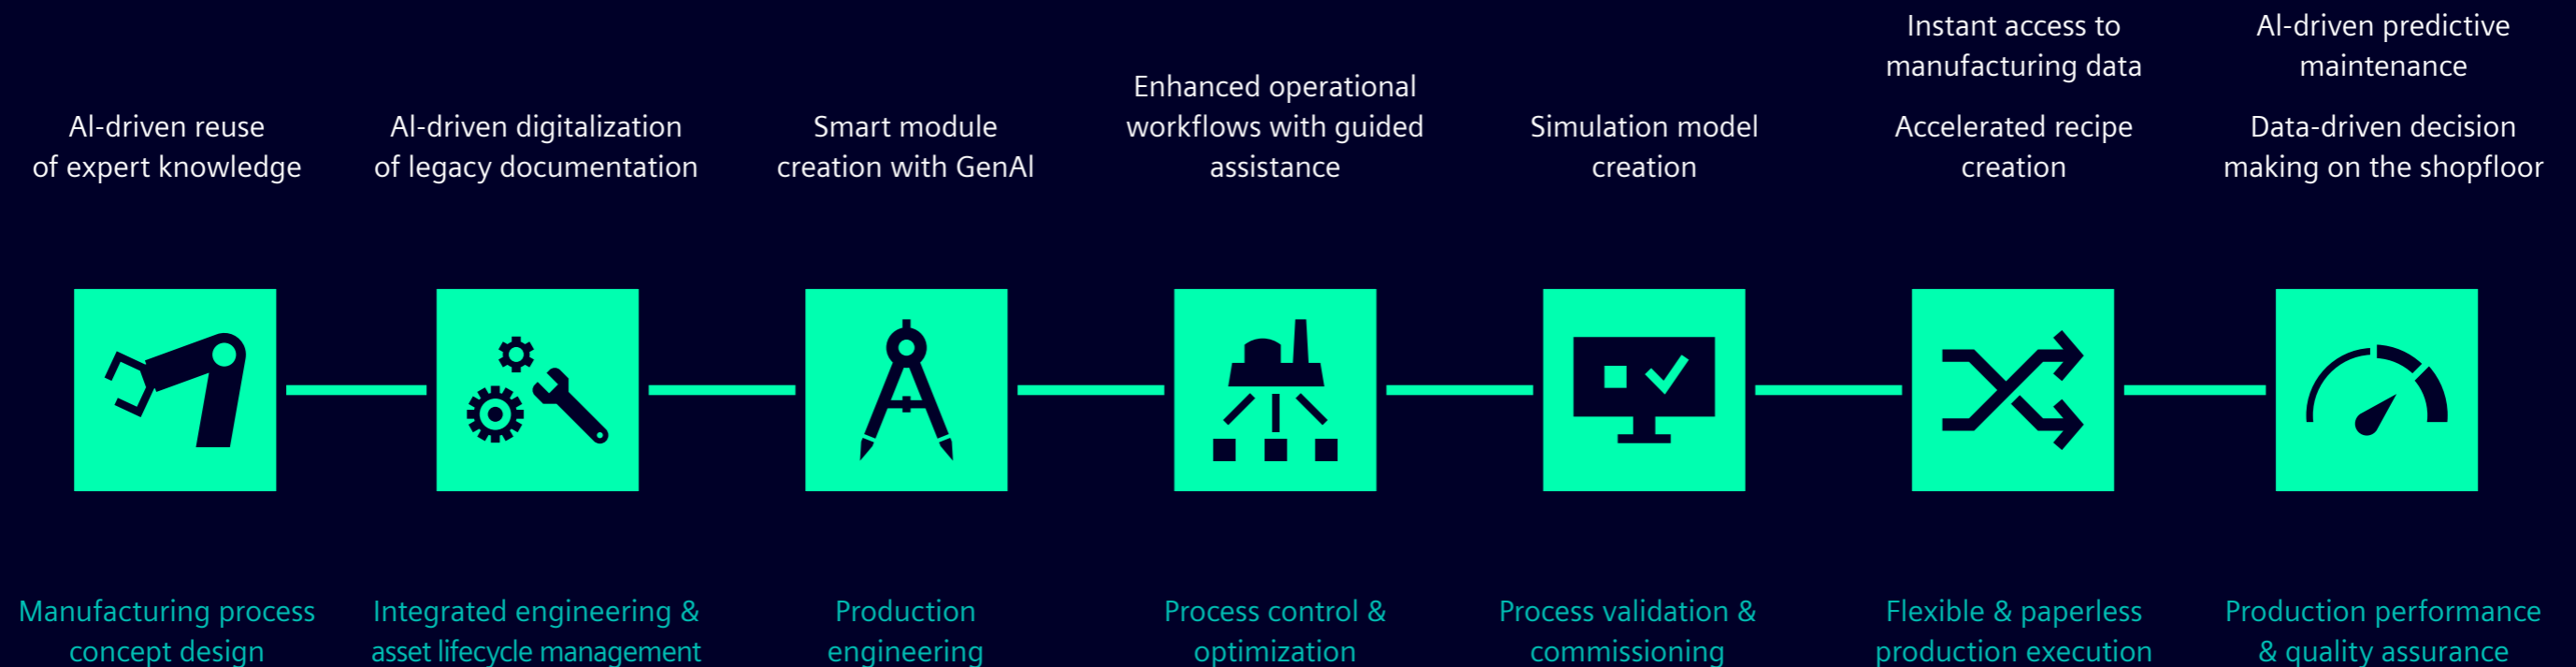 AI-driven reuse
of expert knowledge
AI-driven digitalization
of legacy documentation
Smart module
creation with GenAI
Enhanced operational
workflows with guided
assistance
Simulation model
creation
Instant access to
manufacturing data
Accelerated recipe
creation
AI-driven predictive
maintenance
Data-driven decision
making on the shopfloor
Manufacturing process
concept design
Integrated engineering &
asset lifecycle management
Production
engineering
Process control &
optimization
Process validation &
commissioning
Flexible & paperless
production execution
Production performance
& quality assurance